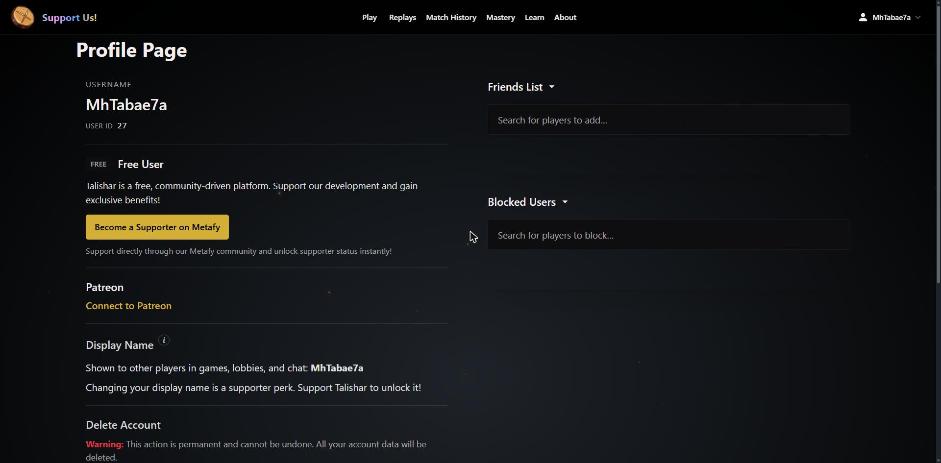 Support Us!
Play
Replays
Match History
Mastery
Learn
About
MhTabae7a
Profile Page
USERNAME
MhTabae7a
USER ID 27
FREE Free User
Talishar is a free, community-driven platform. Support our development and gain
exclusive benefits!
Become a Supporter on Metafy
Support directly through our Metafy community and unlock supporter status instantly!
Patreon
Connect to Patreon
Display Name i
Shown to other players in games, lobbies, and chat: MhTabae7a
Changing your display name is a supporter perk. Support Talishar to unlock it!
Delete Account
Warning: This action is permanent and cannot be undone. All your account data will be
deleted.
Friends List
Search for players to add...
Blocked Users
Search for players to block...